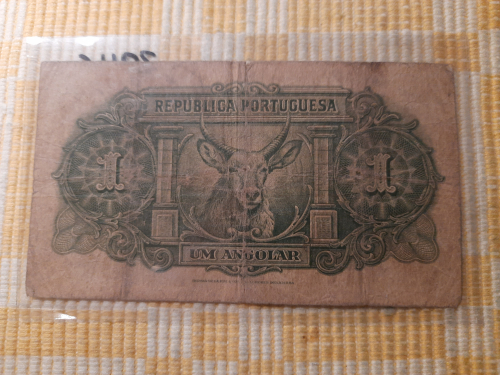 REPUBLICA PORTUGUESA
1 1
UM ANGOLAR